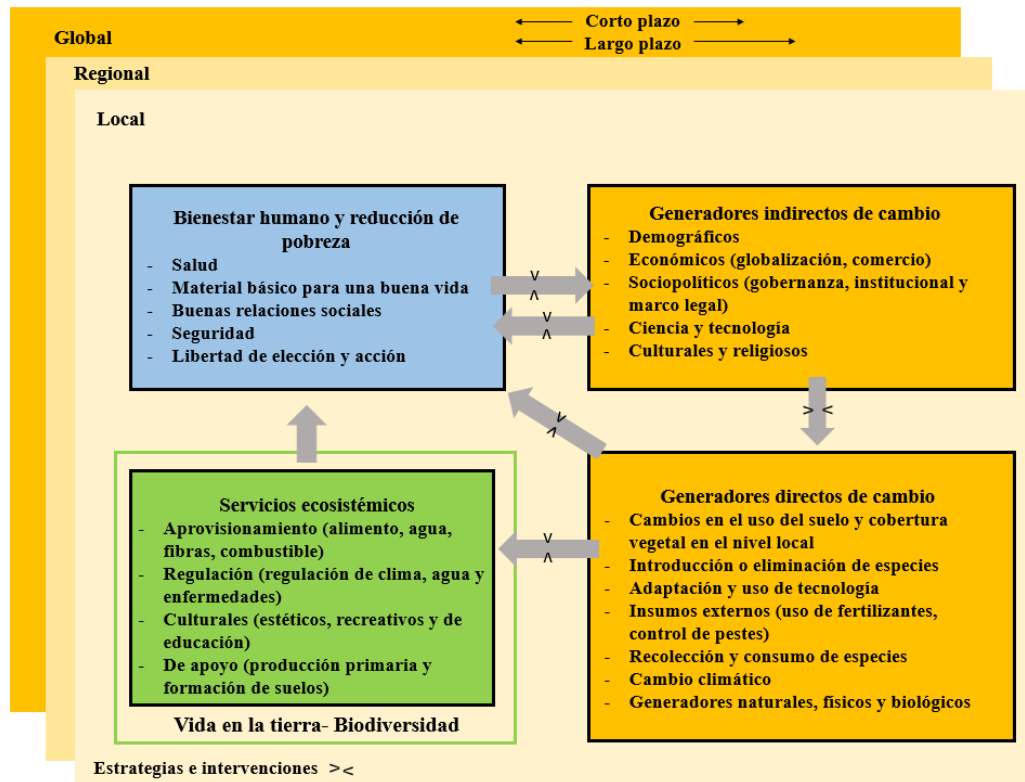 Corto plazo
Global
Largo plazo
Regional
Local
Bienestar humano y reducción de
pobreza
- Salud
- Material básico para una buena vida
- Buenas relaciones sociales
- Seguridad
- Libertad de elección y acción
Generadores indirectos de cambio
- Demográficos
- Económicos (globalización, comercio)
- Sociopolíticos (gobernanza, institucional y
marco legal)
- Ciencia y tecnología
- Culturales y religiosos
Servicios ecosistémicos
- Aprovisionamiento (alimento, agua,
fibras, combustible)
- Regulación (regulación de clima, agua y
enfermedades)
- Culturales (estéticos, recreativos y de
educación)
- De apoyo (producción primaria y
formación de suelos)
Vida en la tierra- Biodiversidad
Generadores directos de cambio
- Cambios en el uso del suelo y cobertura
vegetal en el nivel local
- Introducción o eliminación de especies
- Adaptación y uso de tecnología
- Insumos externos (uso de fertilizantes,
control de pestes)
- Recolección y consumo de especies
- Cambio climático
- Generadores naturales, físicos y biológicos
Estrategias e intervenciones ><